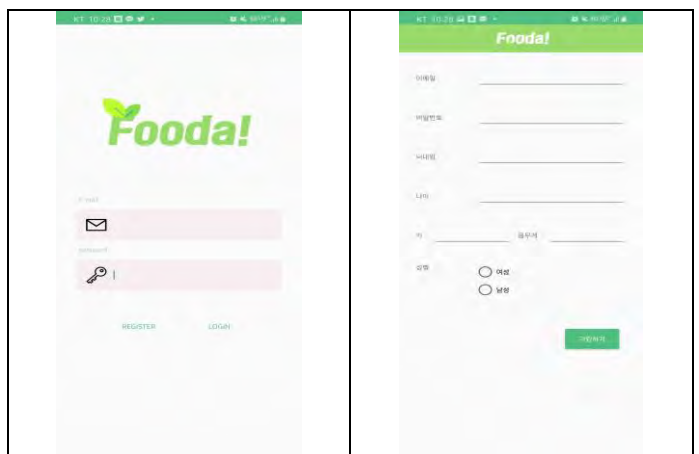 KT 10:28
Fooda!
E-mail
Password
REGISTER
LOGIN
KT 10:28
Fooda!
이메일
비밀번호
닉네임
나이
키
몸무게
성별
여성
남성
가입하기